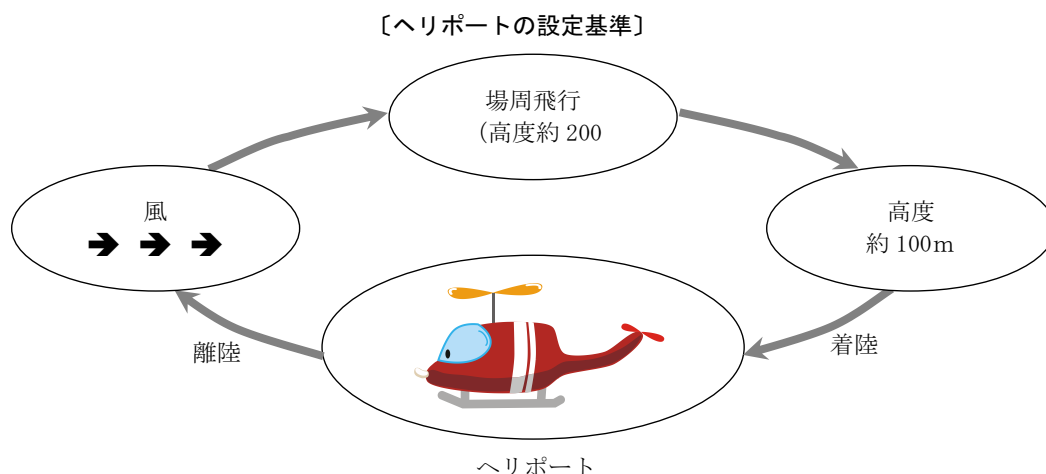 〔ヘリポートの設定基準〕
場周飛行
(高度約 200
風
高度
約 100m
離陸
着陸
ヘリポート